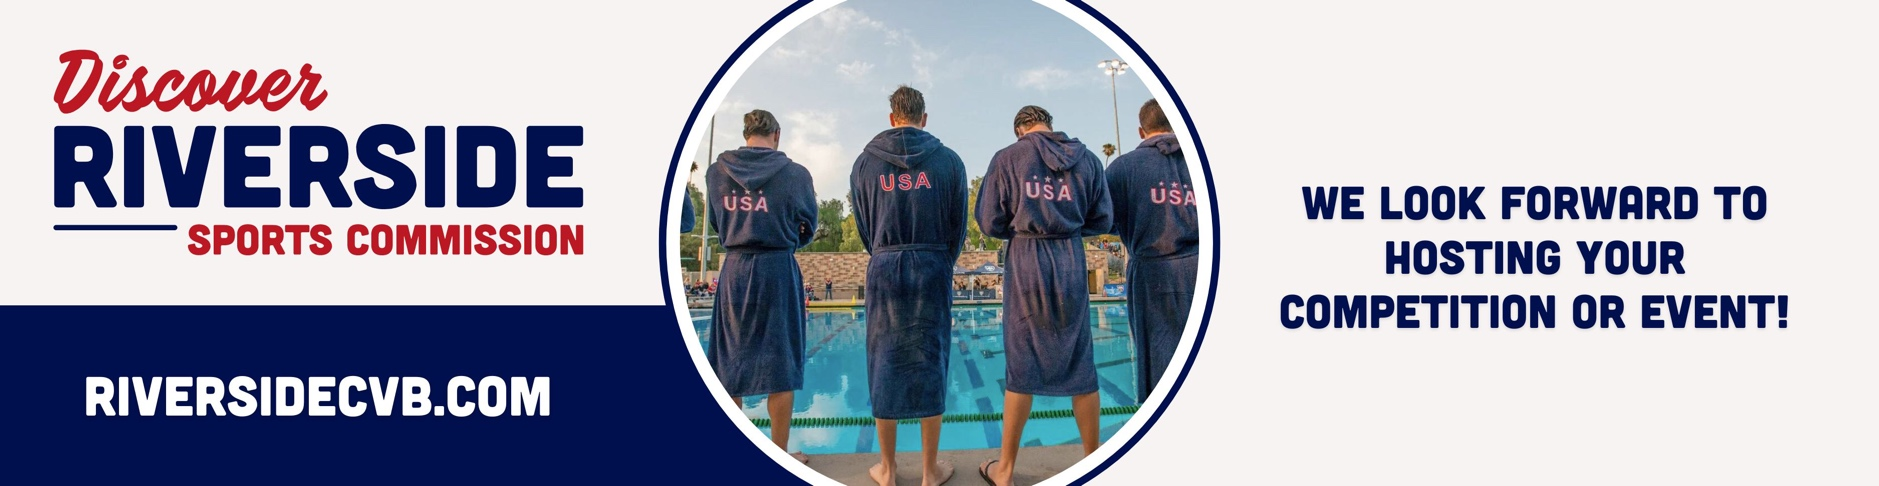 Discover
RIVERSIDE
SPORTS COMMISSION
RIVERSIDECVB.COM
USA
USA
USA
USA
WE LOOK FORWARD TO
HOSTING YOUR
COMPETITION OR EVENT!